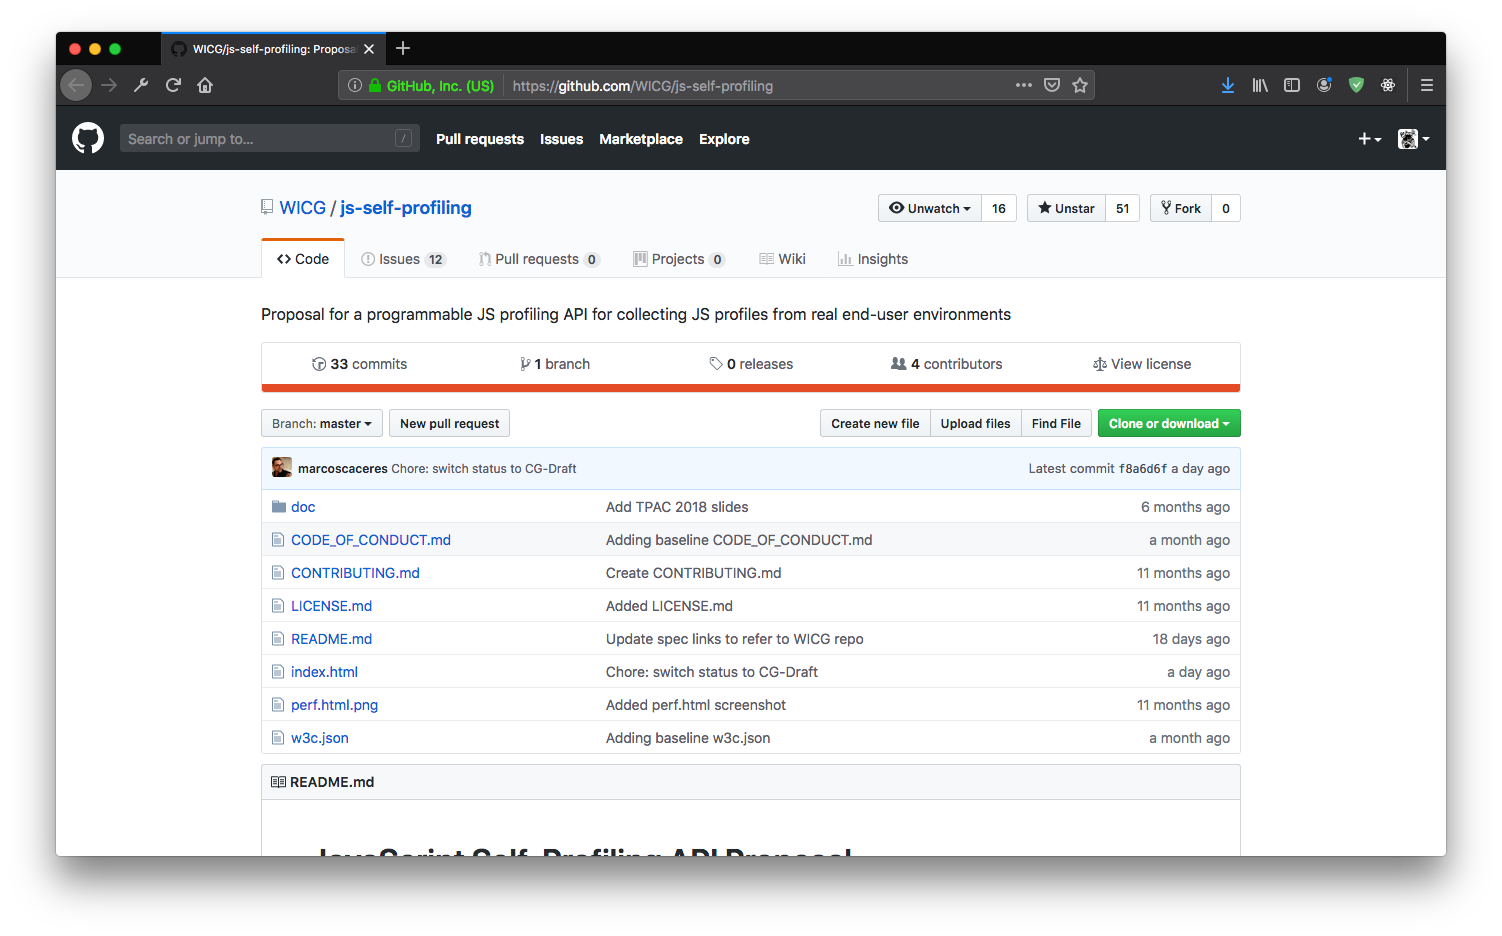 WICG/js-self-profiling: Proposa
GitHub, Inc. (US) https://github.com/WICG/js-self-profiling
Search or jump to... / Pull requests Issues Marketplace Explore
WICG / js-self-profiling Unwatch 16 Unstar 51 Fork 0
Code Issues 12 Pull requests 0 Projects 0 Wiki Insights
Proposal for a programmable JS profiling API for collecting JS profiles from real end-user environments
33 commits 1 branch 0 releases 4 contributors View license
Branch: master New pull request Create new file Upload files Find File Clone or download
marcoscaceres Chore: switch status to CG-Draft Latest commit f8a6d6f a day ago
doc Add TPAC 2018 slides 6 months ago
CODE_OF_CONDUCT.md Adding baseline CODE_OF_CONDUCT.md a month ago
CONTRIBUTING.md Create CONTRIBUTING.md 11 months ago
LICENSE.md Added LICENSE.md 11 months ago
README.md Update spec links to refer to WICG repo 18 days ago
index.html Chore: switch status to CG-Draft a day ago
perf.html.png Added perf.html screenshot 11 months ago
w3c.json Adding baseline w3c.json a month ago
README.md
JavaScript Self-Profiling API Proposal